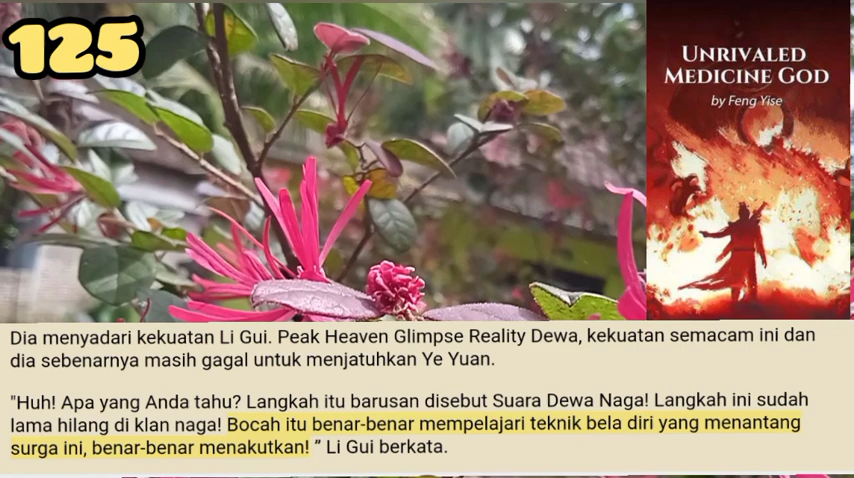 125
UNRIVALED
MEDICINE GOD
by Feng Yise
Dia menyadari kekuatan Li Gui. Peak Heaven Glimpse Reality Dewa, kekuatan semacam ini dan
dia sebenarnya masih gagal untuk menjatuhkan Ye Yuan.
"Huh! Apa yang Anda tahu? Langkah itu barusan disebut Suara Dewa Naga! Langkah ini sudah
lama hilang di klan naga! Bocah itu benar-benar mempelajari teknik bela diri yang menantang
surga ini, benar-benar menakutkan! ” Li Gui berkata.